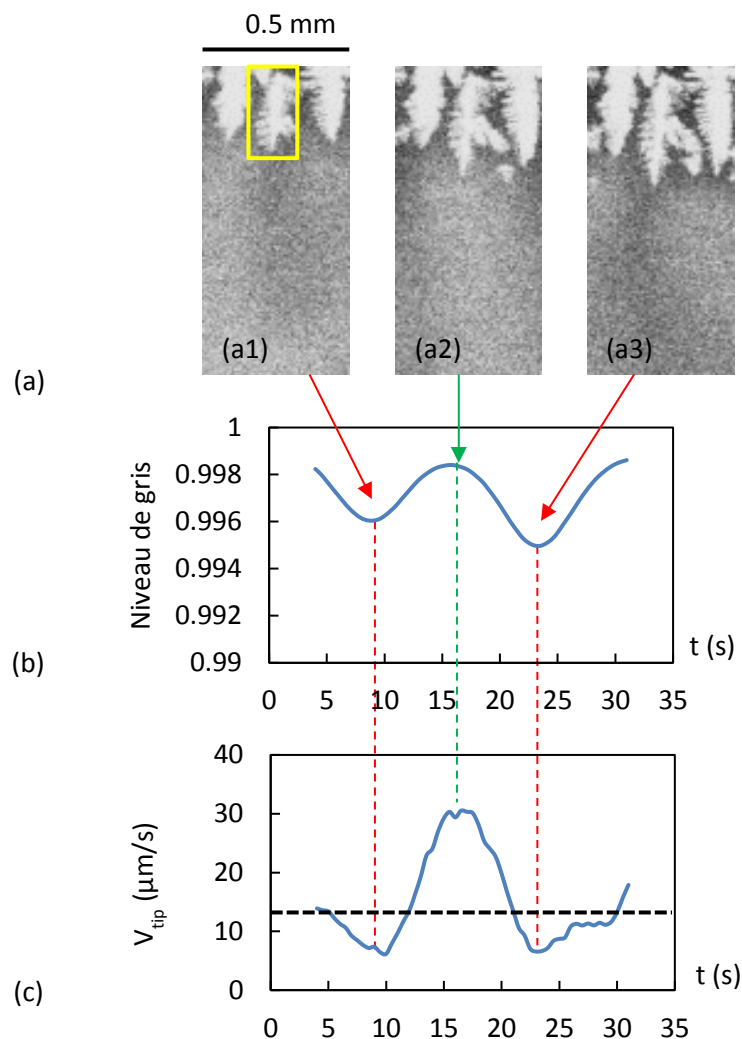 0.5 mm
(a1) (a2) (a3)
(a)
Niveau de gris
1
0.998
0.996
0.994
0.992
0.99
t (s)
(b)
0 5 10 15 20 25 30 35
V_tip (µm/s)
40
30
20
10
0
t (s)
(c)
0 5 10 15 20 25 30 35